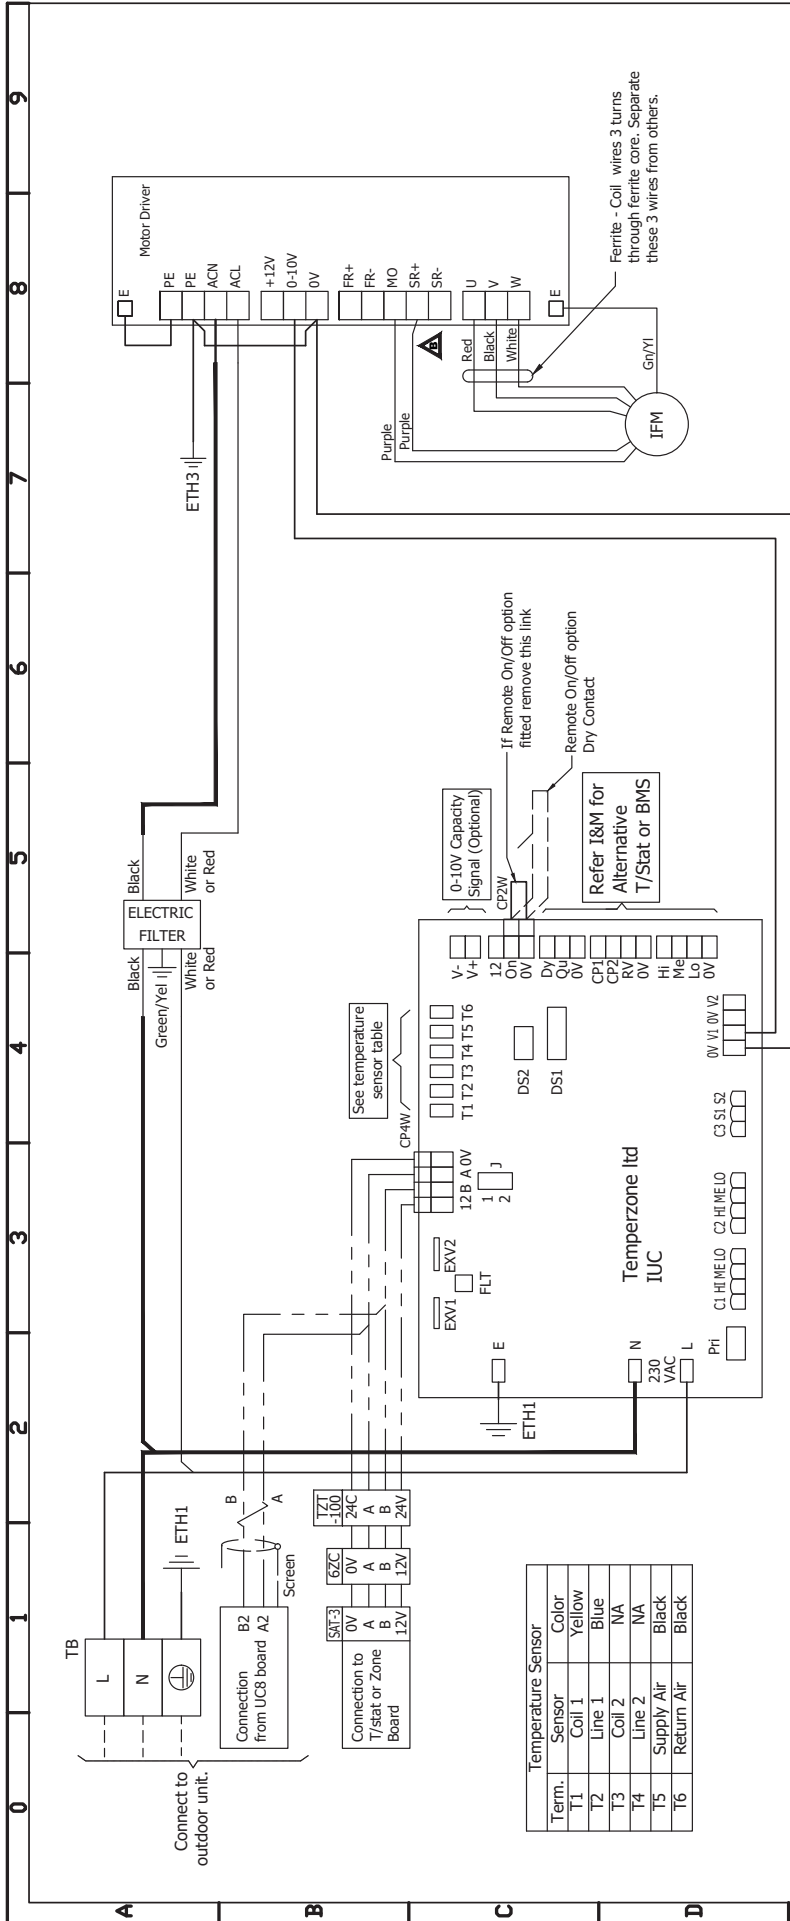 0
1
2
3
4
5
6
7
8
9
A
B
C
D
Connect to
outdoor unit.
TB
L
N
ETH1
Connection
from UC8 board
B2
A2
Screen
B
A
Connection to
T/stat or Zone
Board
SAT-3
0V
A
B
12V
6ZC
0V
A
B
12V
TZT
-100
24C
A
B
24V
Temperature Sensor
Term. Sensor Color
T1 Coil 1 Yellow
T2 Line 1 Blue
T3 Coil 2 NA
T4 Line 2 NA
T5 Supply Air Black
T6 Return Air Black
Black
Green/Yel
White
or Red
ELECTRIC
FILTER
Black
White
or Red
ETH1
E
N
230
VAC
L
Pri
EXV1
EXV2
FLT
12 B A 0V
CP4W
J
1
2
See temperature
sensor table
T1 T2 T3 T4 T5 T6
DS2
DS1
Temperzone ltd
IUC
C1 HI ME LO
C2 HI ME LO
C3 S1 S2
0V V1 0V V2
V-
V+
12
On
0V
Dy
Qu
0V
CP1
CP2
RV
0V
Hi
Me
Lo
0V
0-10V Capacity
Signal (Optional)
CP2W
If Remote On/Off option
fitted remove this link
Remote On/Off option
Dry Contact
Refer I&M for
Alternative
T/Stat or BMS
ETH3
Motor Driver
E
PE
PE
ACN
ACL
+12V
0-10V
0V
FR+
FR-
MO
SR+
SR-
U
V
W
E
B
Purple
Purple
Red
Black
White
Gn/Yl
IFM
Ferrite - Coil wires 3 turns
through ferrite core. Separate
these 3 wires from others.